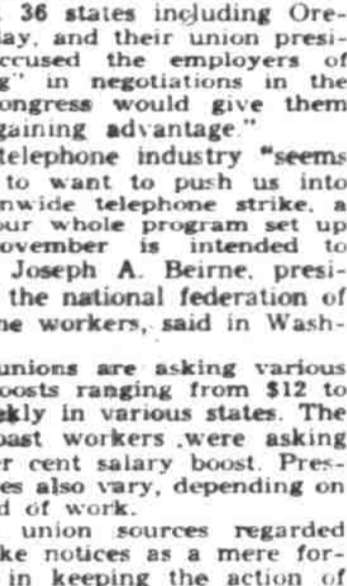 36 states including Ore-
ay, and their union presi-
ccused the employers of
g" in negotiations in the
ongress would give them
gaining advantage."
telephone industry "seems
to want to push us into
nwide telephone strike, a
our whole program set up
ovember is intended to
Joseph A. Beirne, presi-
the national federation of
ne workers, said in Wash-
unions are asking various
oosts ranging from $12 to
ekly in various states. The
oast workers were asking
r cent salary boost. Pres-
es also vary, depending on
d of work.
union sources regarded
ke notices as a mere for-
in keeping the action of